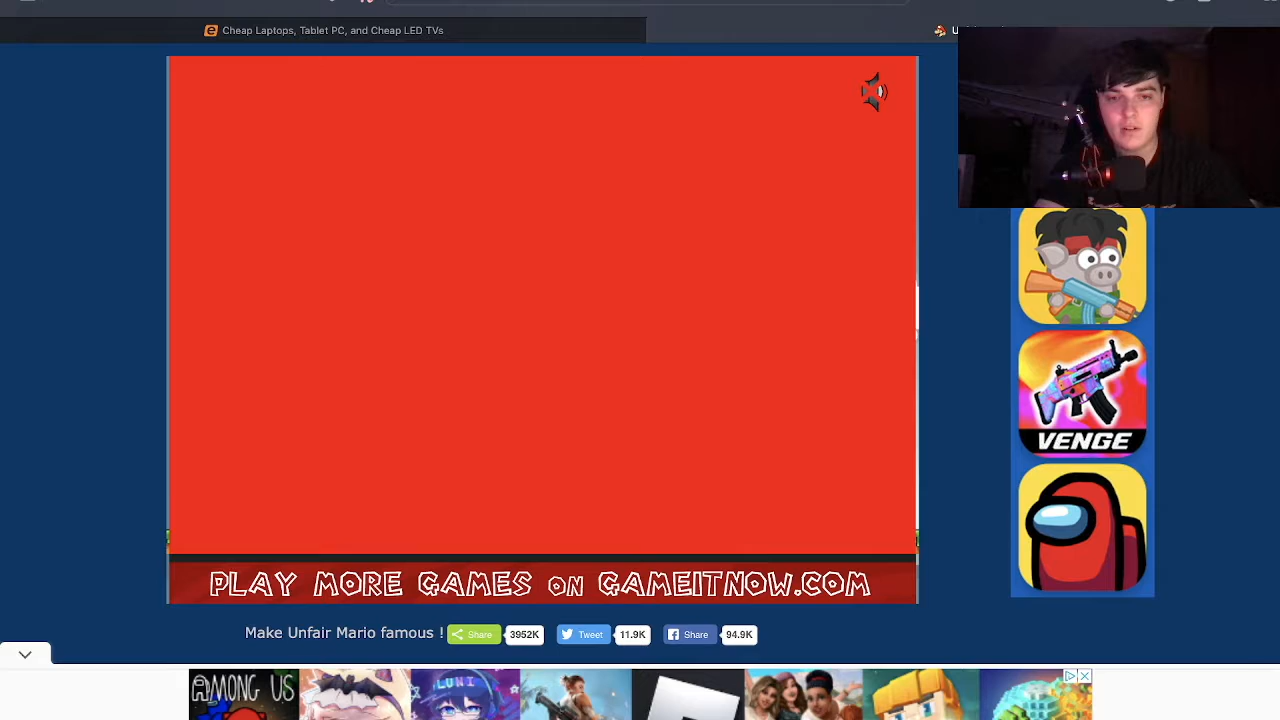 Cheap Laptops, Tablet PC, and Cheap LED TVs
PLAY MORE GAMES ON GAMEITNOW.COM
VENGE
Make Unfair Mario famous !
Share
3952K
Tweet
11.9K
Share
94.9K
AMONG US
LUNI